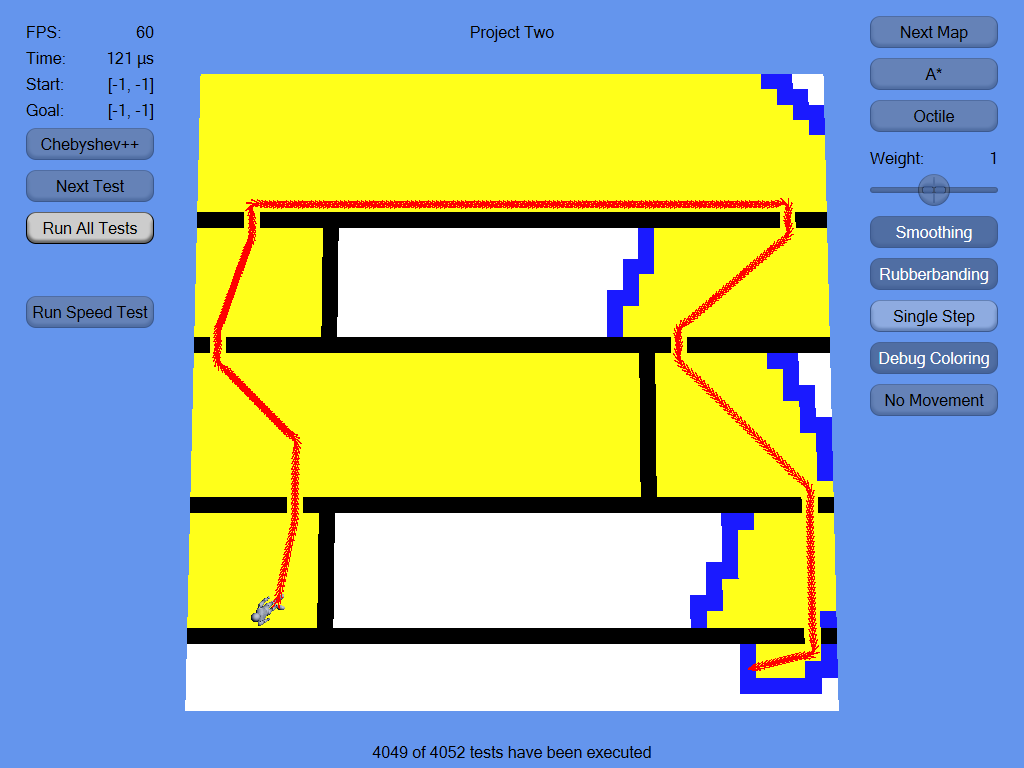 FPS: 60
Time: 121 µs
Start: [-1, -1]
Goal: [-1, -1]
Chebyshev++
Next Test
Run All Tests
Run Speed Test
Project Two
Next Map
A*
Octile
Weight: 1
Smoothing
Rubberbanding
Single Step
Debug Coloring
No Movement
4049 of 4052 tests have been executed